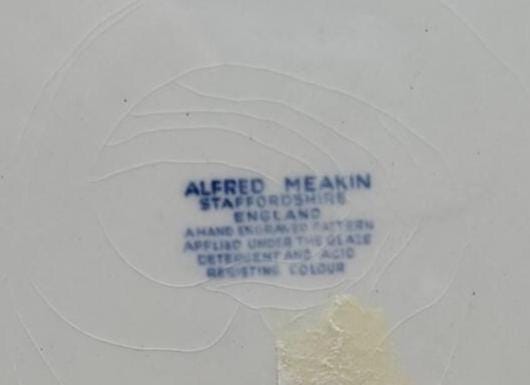 ALFRED MEAKIN
STAFFORDSHIRE
ENGLAND
A HAND ENGRAVED PATTERN
APPLIED UNDER THE GLAZE
DETERGENT AND ACID
RESISTING COLOUR